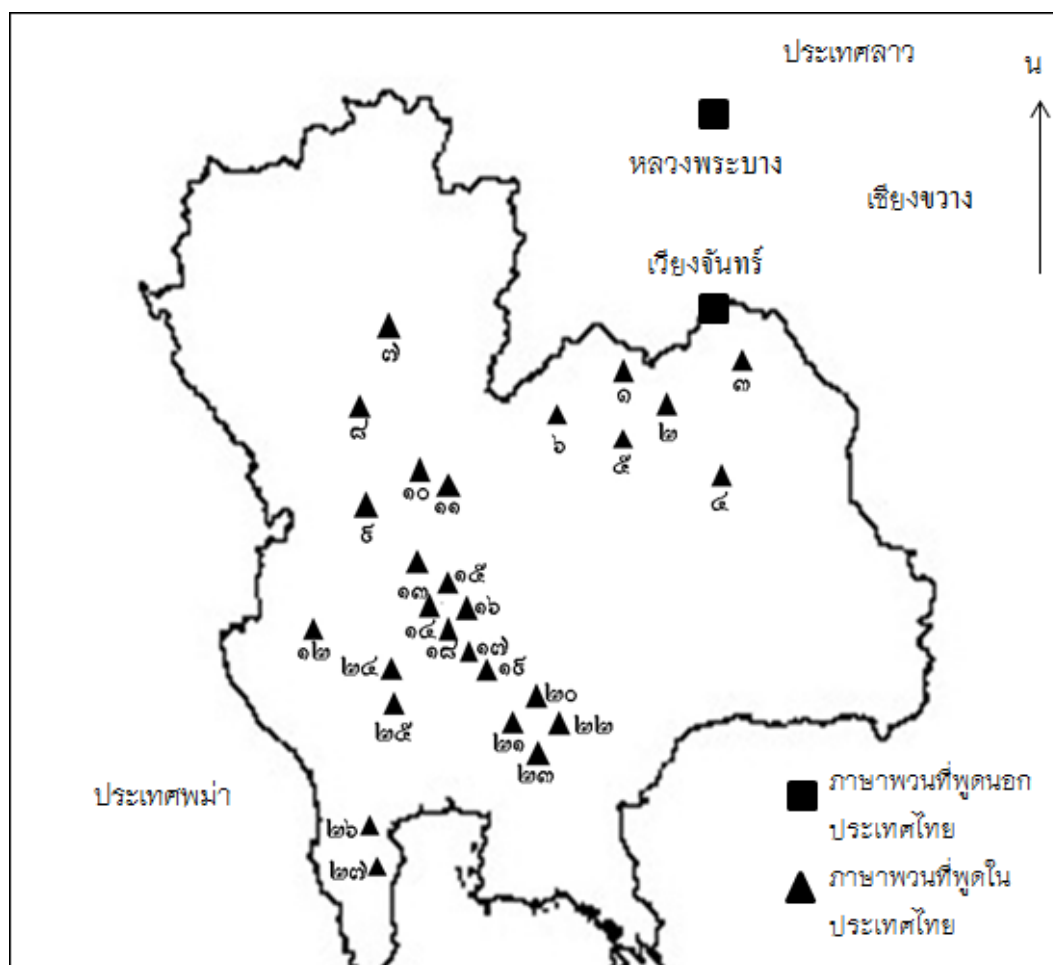 ประเทศลาว
น
หลวงพระบาง
เชียงขวาง
เวียงจันทร์
๗
๑
๓
๘
๖
๒
๕
๔
๑๐
๑๑
๙
๑๓
๑๕
๑๔
๑๖
๑๒
๑๘
๑๗
๒๔
๑๙
๒๕
๒๐
๒๑
๒๒
๒๓
ประเทศพม่า
๒๖
๒๗
ภาษาพวนที่พูดนอก
ประเทศไทย
ภาษาพวนที่พูดใน
ประเทศไทย